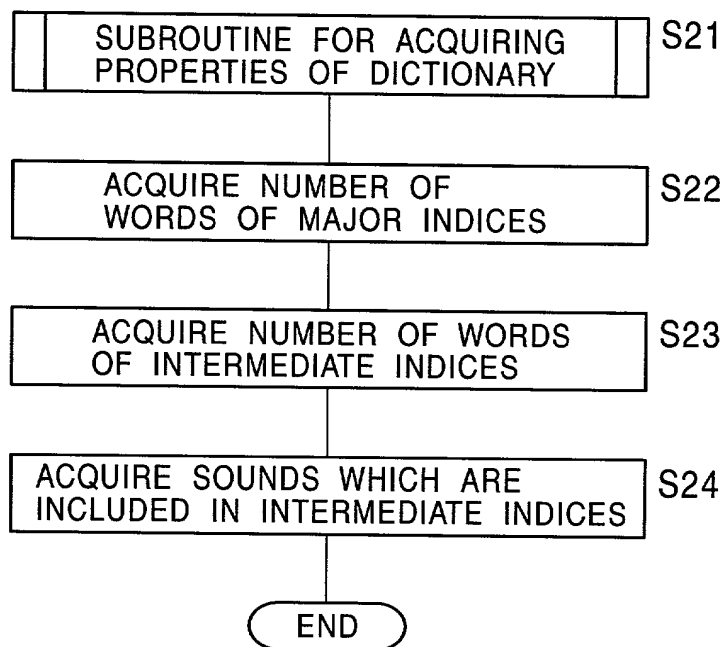 SUBROUTINE FOR ACQUIRING
PROPERTIES OF DICTIONARY
S21
ACQUIRE NUMBER OF
WORDS OF MAJOR INDICES
S22
ACQUIRE NUMBER OF WORDS
OF INTERMEDIATE INDICES
S23
ACQUIRE SOUNDS WHICH ARE
INCLUDED IN INTERMEDIATE INDICES
S24
END